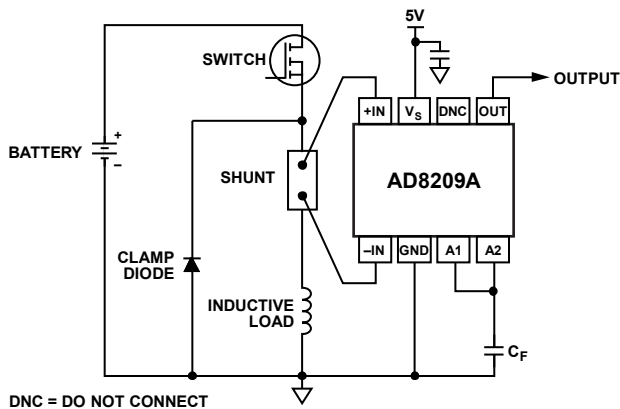 5V
SWITCH
OUTPUT
+IN
VS
DNC
OUT
BATTERY
+
–
SHUNT
AD8209A
–IN
GND
A1
A2
CLAMP
DIODE
INDUCTIVE
LOAD
CF
DNC = DO NOT CONNECT